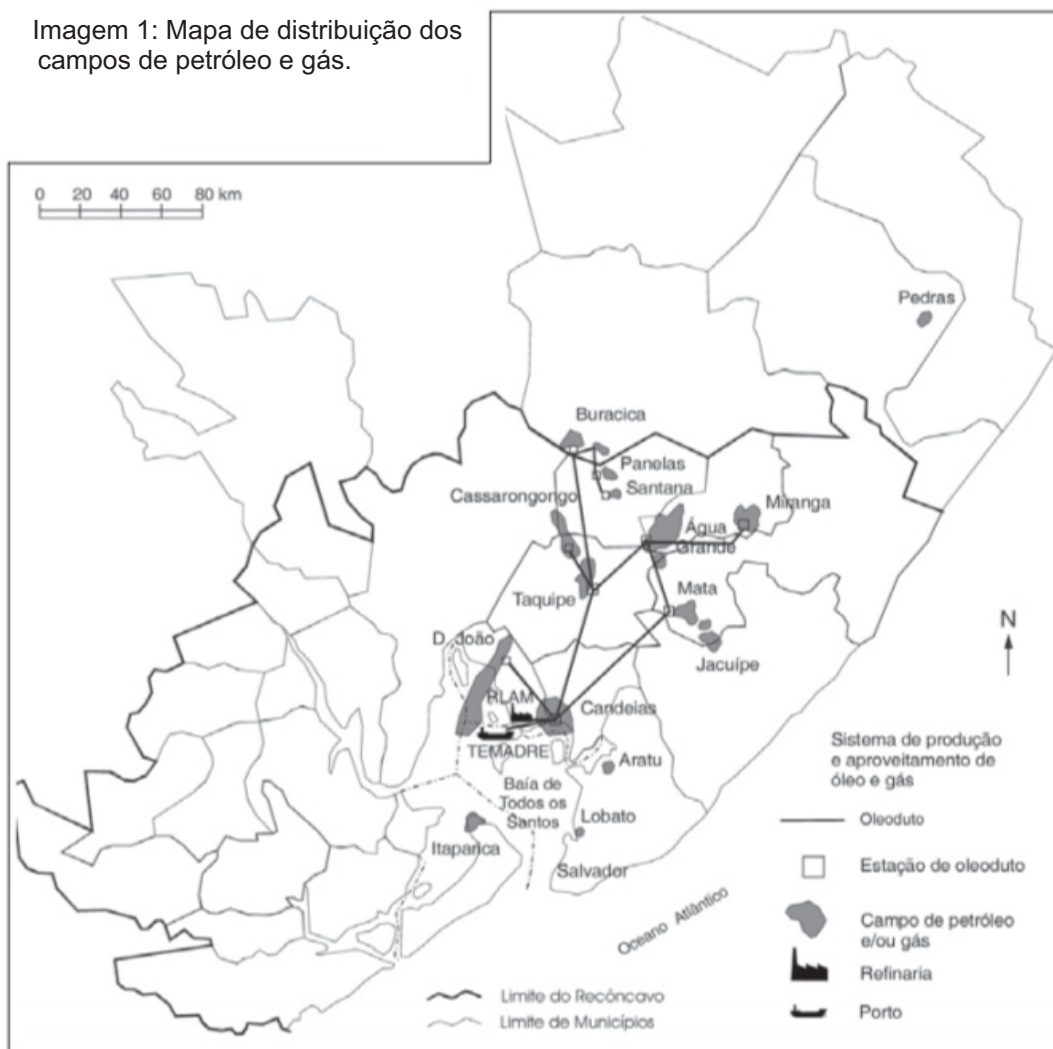 Imagem 1: Mapa de distribuição dos
campos de petróleo e gás.
0 20 40 60 80 km
Pedras
Buracica
Panelas
Santana
Cassarongongo
Miranga
Água
Grande
Taquipe
Mata
D. João
Jacuípe
N
RLAM
Candeias
TEMADRE
Aratu
Baía de
Todos os
Santos
Lobato
Itaparica
Salvador
Oceano Atlântico
Sistema de produção
e aproveitamento de
óleo e gás
Oleoduto
Estação de oleoduto
Campo de petróleo
e/ou gás
Refinaria
Porto
Limite do Recôncavo
Limite de Municípios